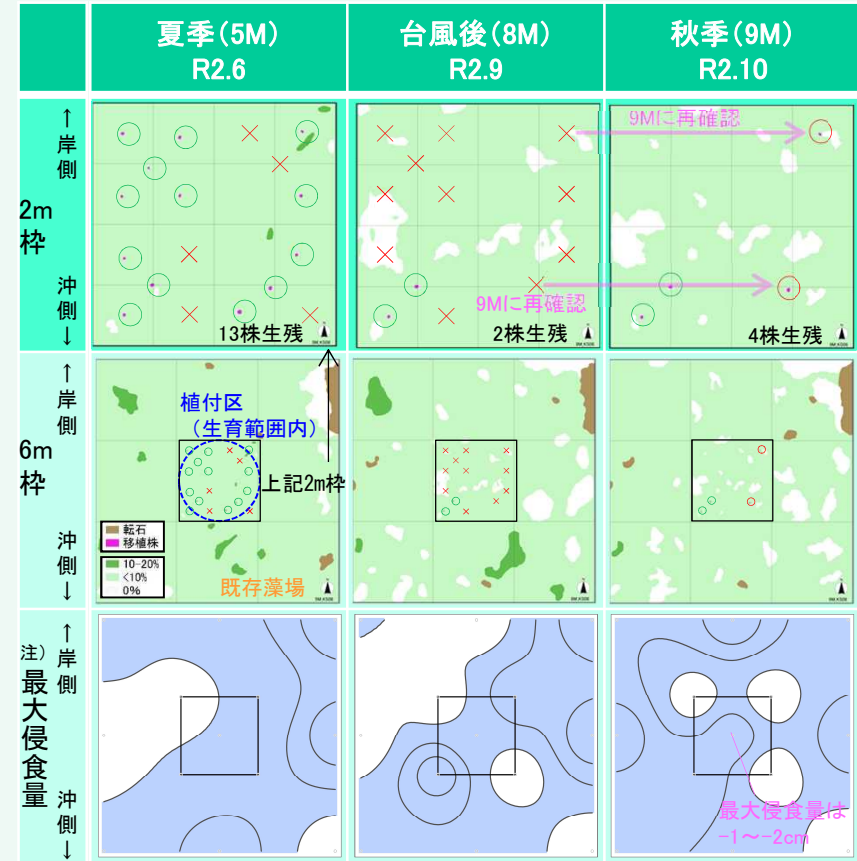 夏季(5M)
R2.6
台風後(8M)
R2.9
秋季(9M)
R2.10
2m
枠
↑
岸
側
沖
側
↓
13株生残
9Mに再確認
9Mに再確認
2株生残
4株生残
6m
枠
↑
岸
側
沖
側
↓
植付区
(生育範囲内)
上記2m枠
転石
移植株
10-20%
<10%
0%
既存藻場
注)
最
大
侵
食
量
↑
岸
側
沖
側
↓
最大侵食量は
-1～-2cm